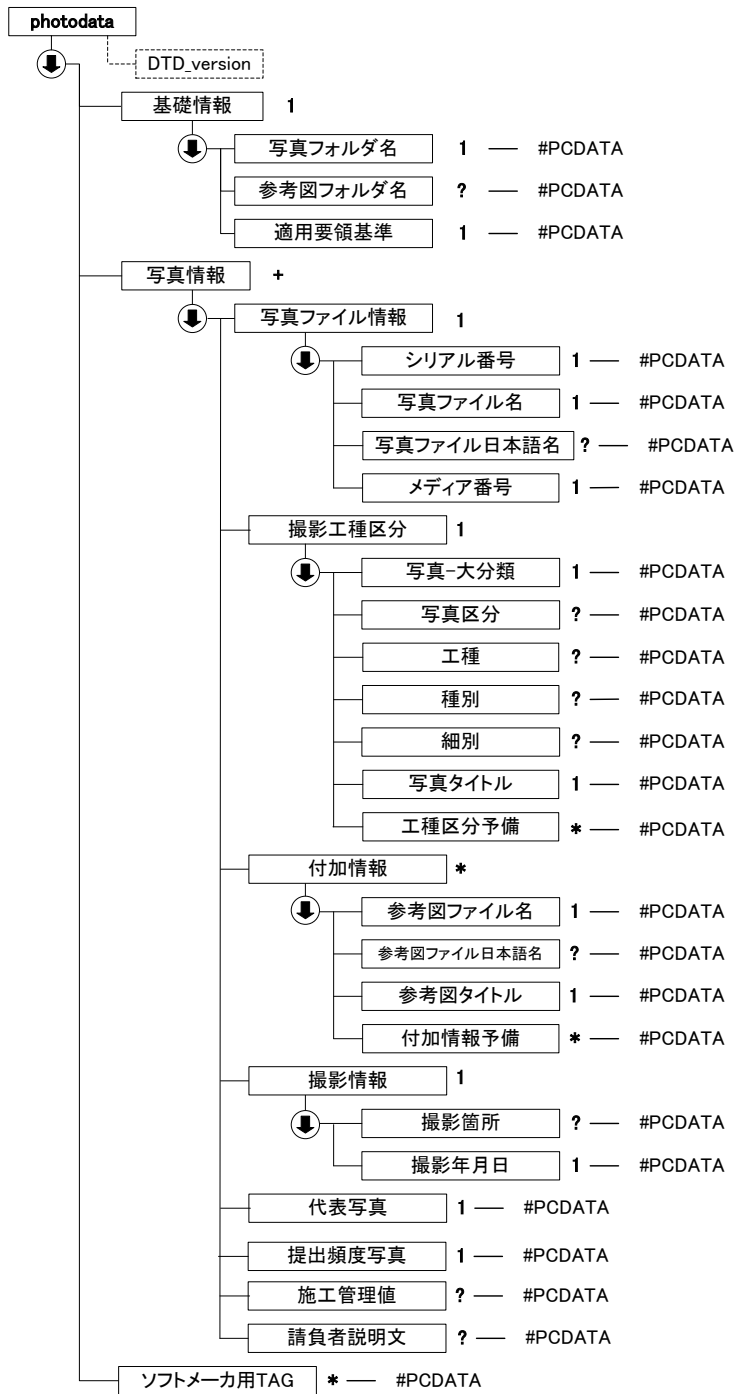 photodata
DTD_version
基礎情報 1
写真フォルダ名 1 ― #PCDATA
参考図フォルダ名 ? ― #PCDATA
適用要領基準 1 ― #PCDATA
写真情報 +
写真ファイル情報 1
シリアル番号 1 ― #PCDATA
写真ファイル名 1 ― #PCDATA
写真ファイル日本語名 ? ― #PCDATA
メディア番号 1 ― #PCDATA
撮影工種区分 1
写真-大分類 1 ― #PCDATA
写真区分 ? ― #PCDATA
工種 ? ― #PCDATA
種別 ? ― #PCDATA
細別 ? ― #PCDATA
写真タイトル 1 ― #PCDATA
工種区分予備 * ― #PCDATA
付加情報 *
参考図ファイル名 1 ― #PCDATA
参考図ファイル日本語名 ? ― #PCDATA
参考図タイトル 1 ― #PCDATA
付加情報予備 * ― #PCDATA
撮影情報 1
撮影箇所 ? ― #PCDATA
撮影年月日 1 ― #PCDATA
代表写真 1 ― #PCDATA
提出頻度写真 1 ― #PCDATA
施工管理値 ? ― #PCDATA
請負者説明文 ? ― #PCDATA
ソフトメーカ用TAG * ― #PCDATA